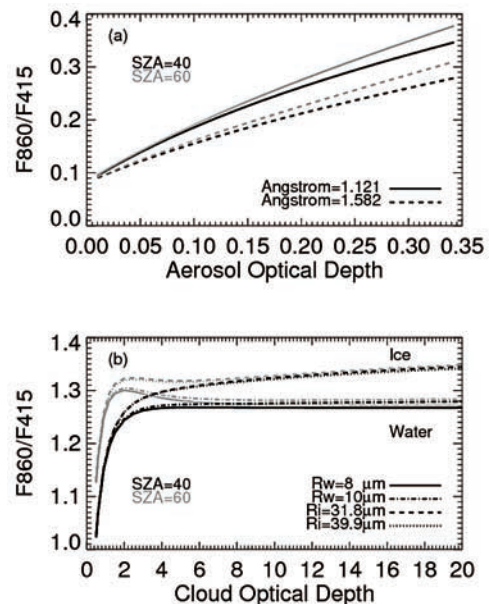 0.4
(a)
SZA=40
SZA=60
0.3
F860/F415
0.2
0.1
Angstrom=1.121
Angstrom=1.582
0.0
0.00 0.05 0.10 0.15 0.20 0.25 0.30 0.35
Aerosol Optical Depth
1.4
(b)
Ice
1.3
F860/F415
1.2
Water
SZA=40
SZA=60
1.1
Rw=8 μm
Rw=10μm
Ri=31.8μm
Ri=39.9μm
1.0
0 2 4 6 8 10 12 14 16 18 20
Cloud Optical Depth